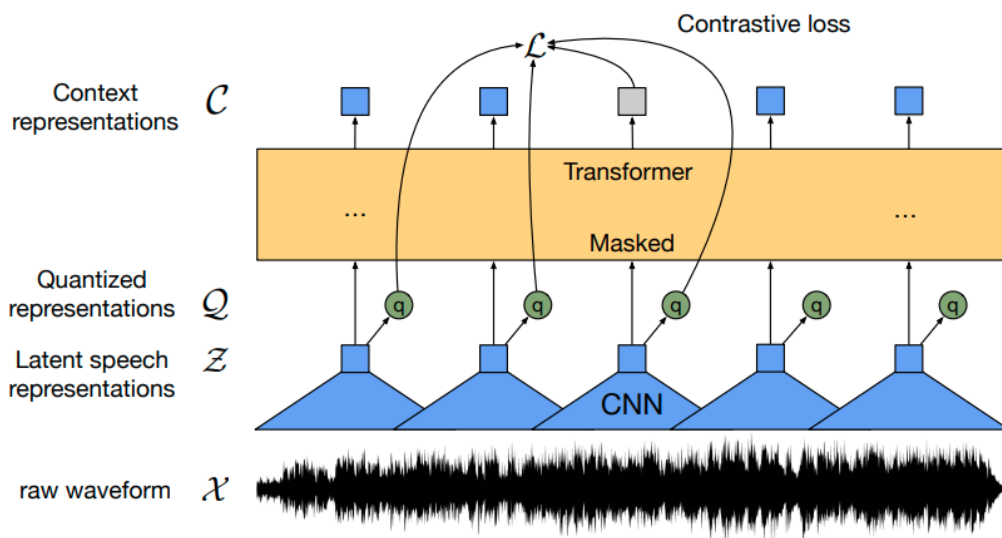 Contrastive loss
ℒ
Context
representations
𝒞
Transformer
... ...
Masked
Quantized
representations
𝒬
q q q q q
Latent speech
representations
𝒵
CNN
raw waveform
𝒳